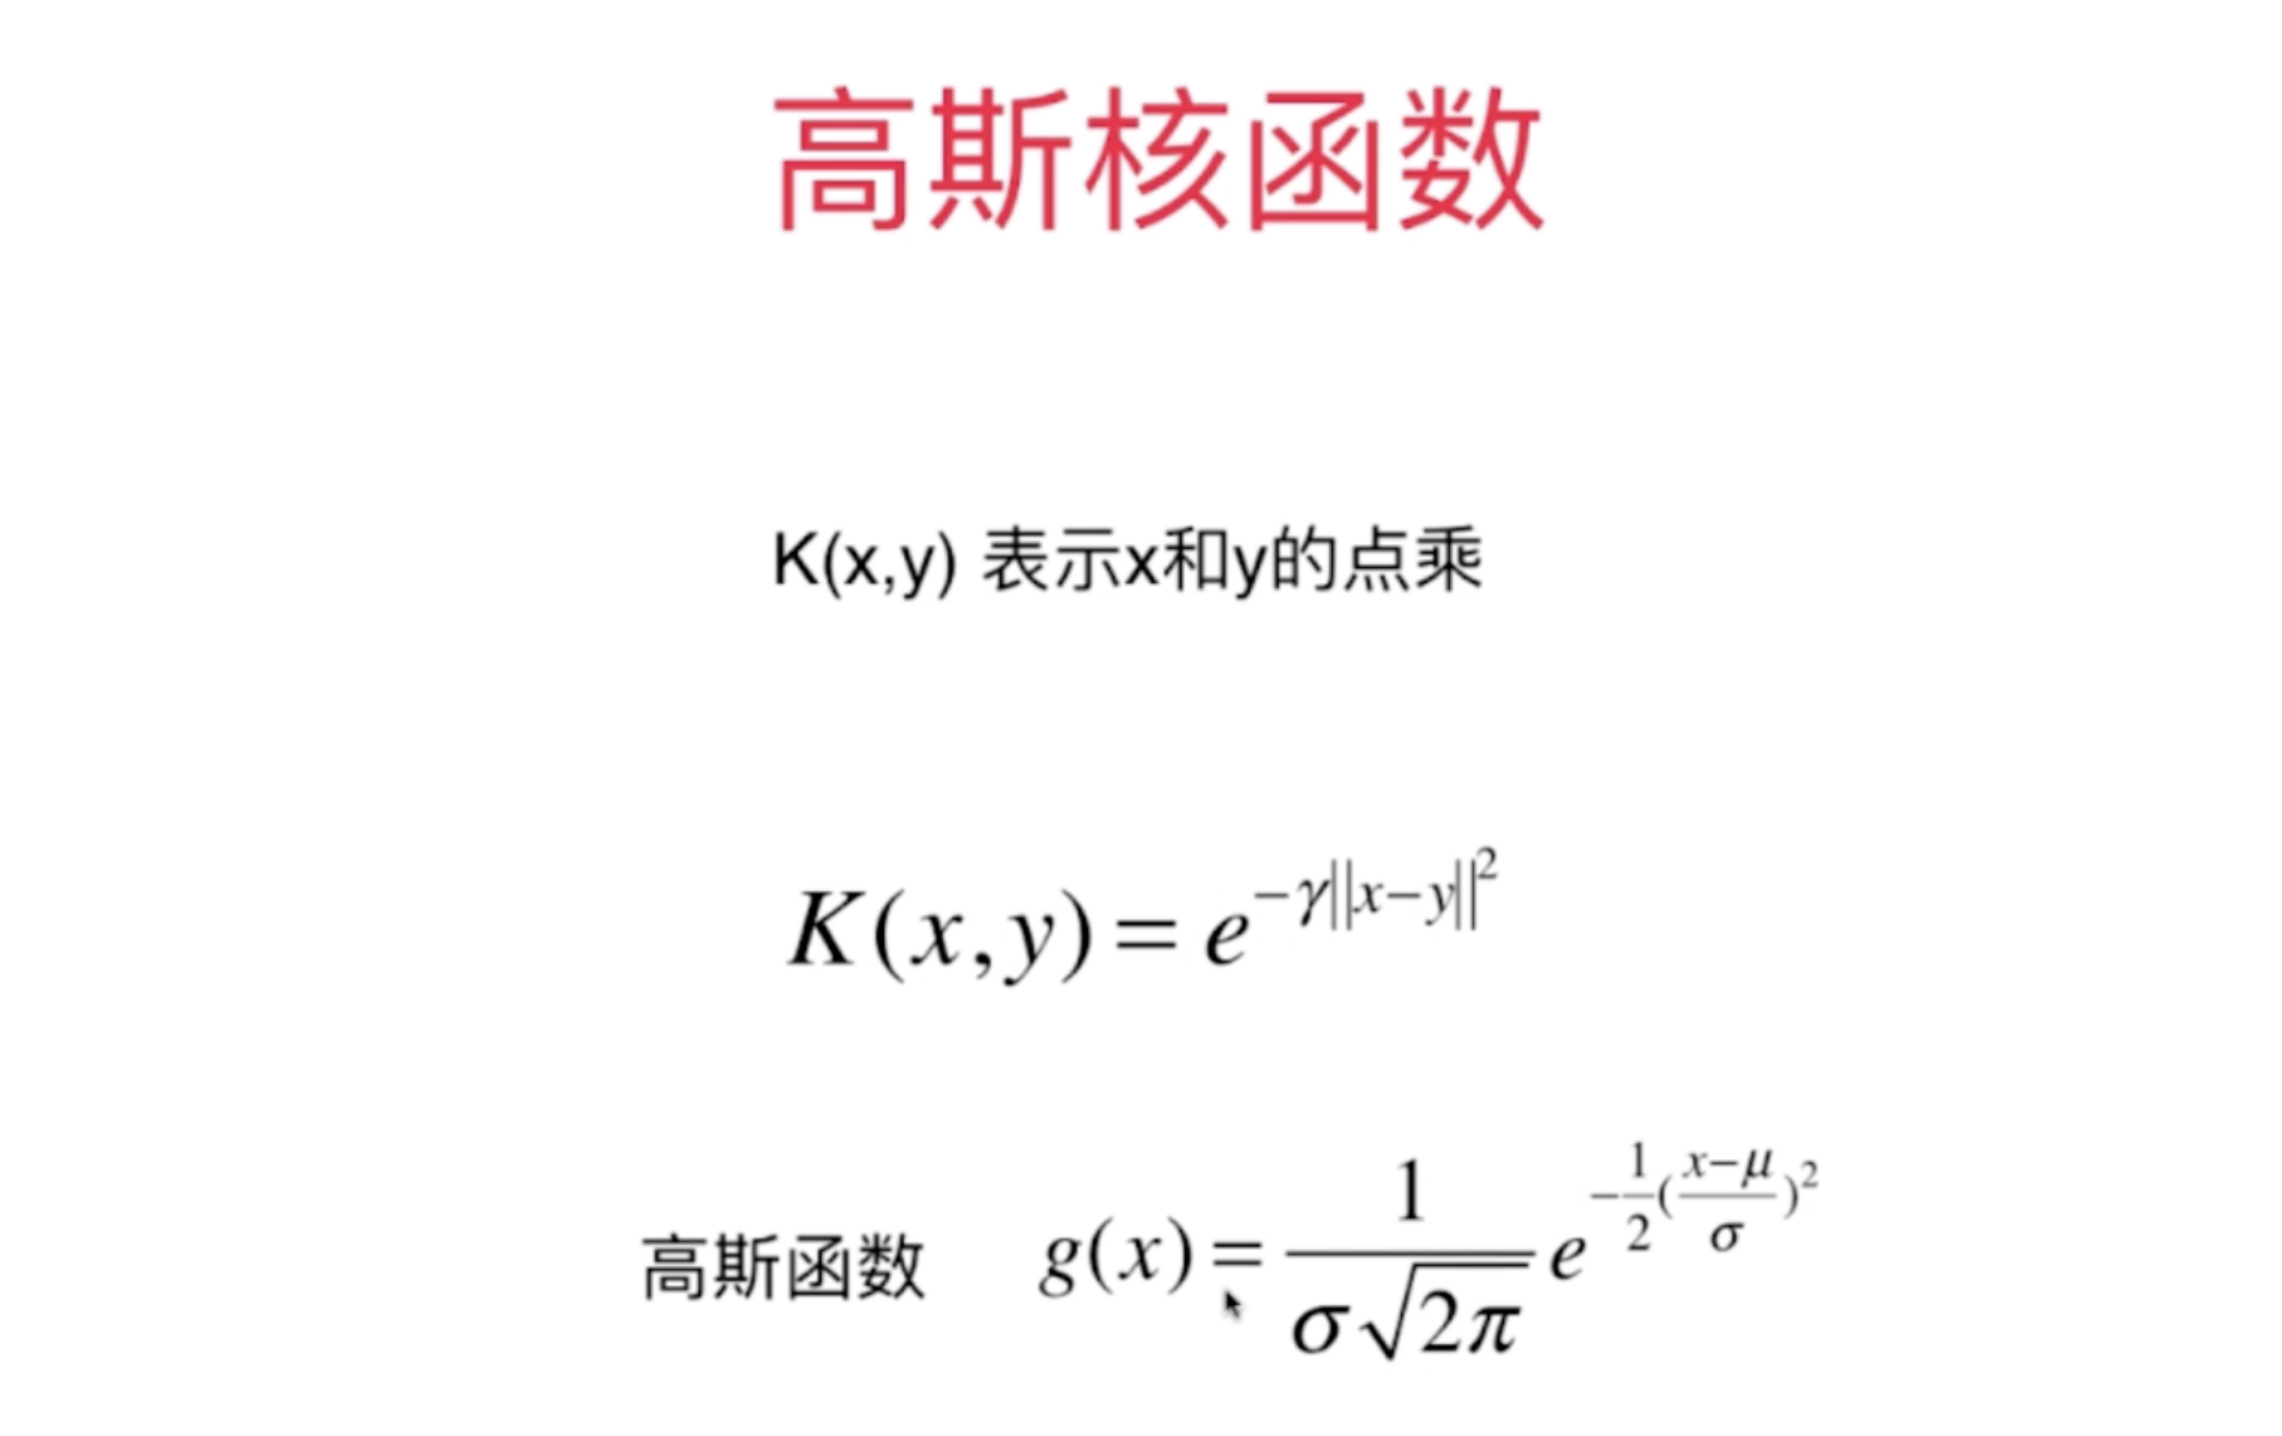 高斯核函数
K(x,y) 表示x和y的点乘
K(x,y) = e^{-γ||x-y||^2}
高斯函数 g(x) = \frac{1}{σ\sqrt{2π}} e^{-\frac{1}{2}(\frac{x-μ}{σ})^2}